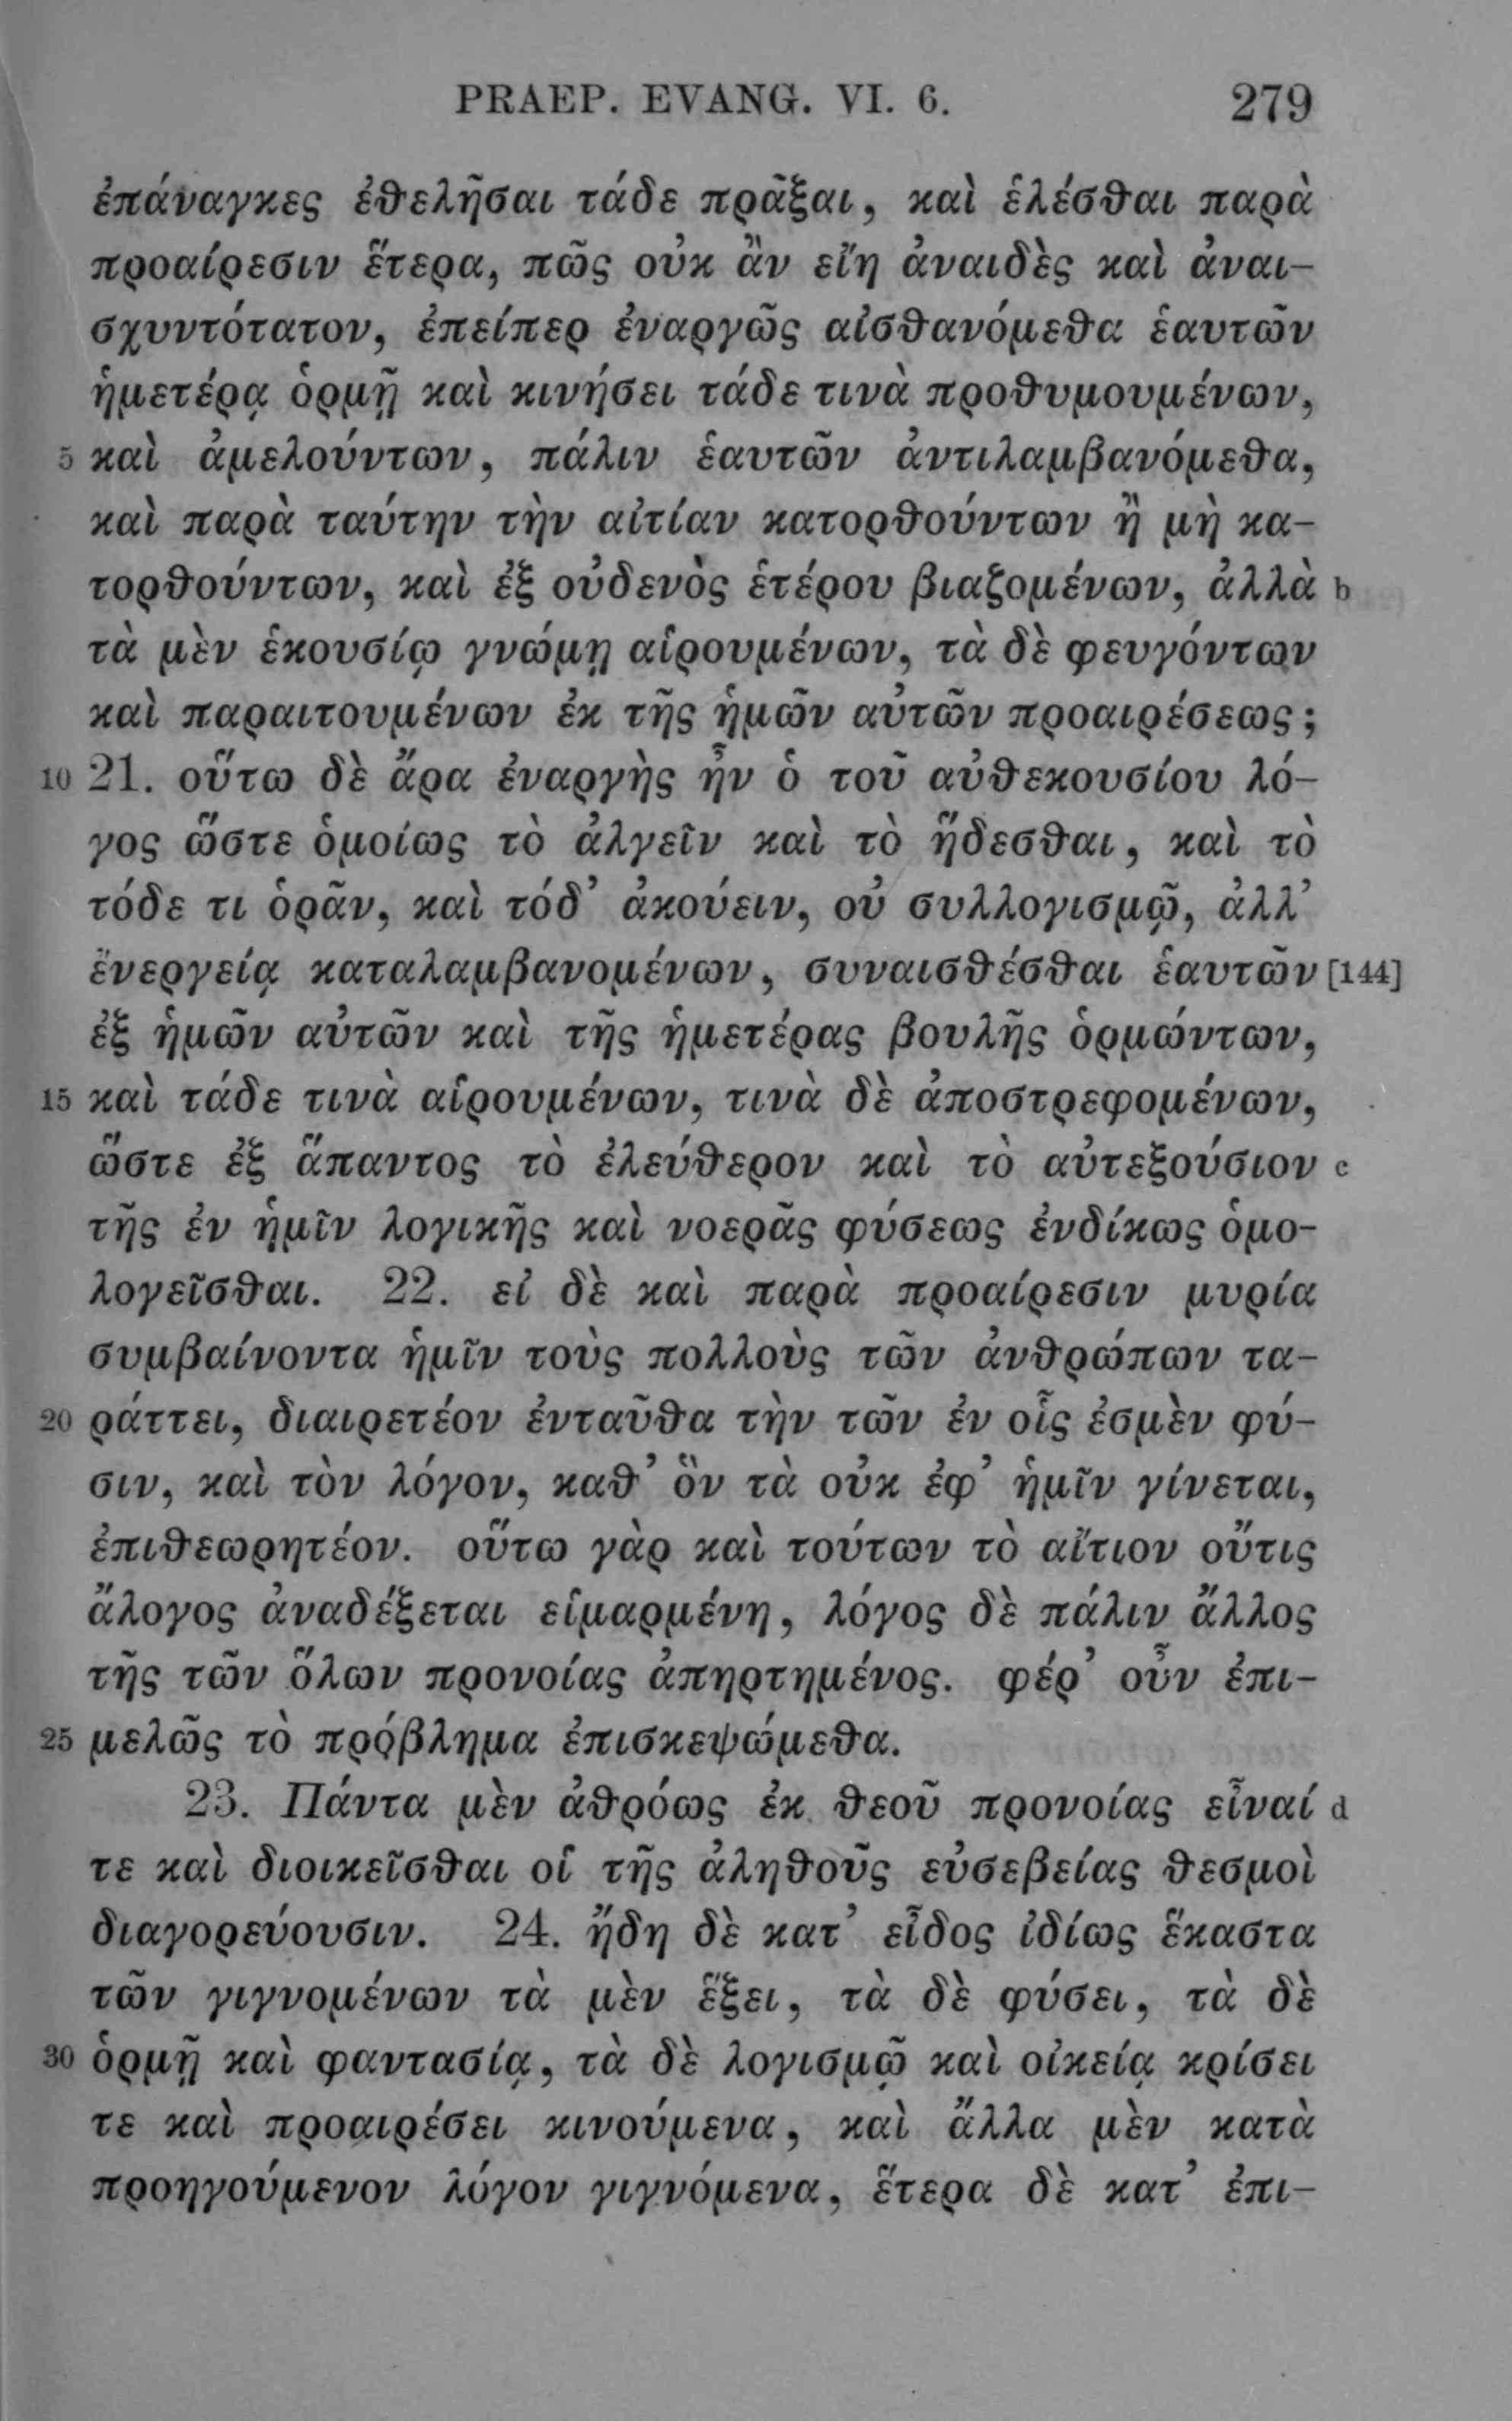 PRAEP. EVANG. VI. 6. 279
ἐπάναγκες ἐθελῆσαι τάδε πρᾶξαι, καὶ ἑλέσθαι παρὰ
προαίρεσιν ἕτερα, πῶς οὐκ ἂν εἴη ἀναιδὲς καὶ ἀναι-
σχυντότατον, ἐπείπερ ἐναργῶς αἰσθανόμεθα ἑαυτῶν
ἡμετέρᾳ ὁρμῇ καὶ κινήσει τάδε τινὰ προθυμουμένων,
5 καὶ ἀμελούντων, πάλιν ἑαυτῶν ἀντιλαμβανόμεθα,
καὶ παρὰ ταύτην τὴν αἰτίαν κατορθούντων ἢ μὴ κα-
τορθούντων, καὶ ἐξ οὐδενὸς ἑτέρου βιαζομένων, ἀλλὰ b
τὰ μὲν ἑκουσίῳ γνώμῃ αἱρουμένων, τὰ δὲ φευγόντων
καὶ παραιτουμένων ἐκ τῆς ἡμῶν αὐτῶν προαιρέσεως;
10 21. οὕτω δὲ ἄρα ἐναργὴς ἦν ὁ τοῦ αὐθεκουσίου λό-
γος ὥστε ὁμοίως τὸ ἀλγεῖν καὶ τὸ ἥδεσθαι, καὶ τὸ
τόδε τι ὁρᾶν, καὶ τόδ’ ἀκούειν, οὐ συλλογισμῷ, ἀλλ’
ἐνεργείᾳ καταλαμβανομένων, συναισθέσθαι ἑαυτῶν [144]
ἐξ ἡμῶν αὐτῶν καὶ τῆς ἡμετέρας βουλῆς ὁρμώντων,
15 καὶ τάδε τινὰ αἱρουμένων, τινὰ δὲ ἀποστρεφομένων,
ὥστε ἐξ ἅπαντος τὸ ἐλεύθερον καὶ τὸ αὐτεξούσιον c
τῆς ἐν ἡμῖν λογικῆς καὶ νοερᾶς φύσεως ἐνδίκως ὁμο-
λογεῖσθαι. 22. εἰ δὲ καὶ παρὰ προαίρεσιν μυρία
συμβαίνοντα ἡμῖν τοὺς πολλοὺς τῶν ἀνθρώπων τα-
20 ράττει, διαιρετέον ἐνταῦθα τὴν τῶν ἐν οἷς ἐσμὲν φύ-
σιν, καὶ τὸν λόγον, καθ’ ὃν τὰ οὐκ ἐφ’ ἡμῖν γίνεται,
ἐπιθεωρητέον. οὕτω γὰρ καὶ τούτων τὸ αἴτιον οὔτις
ἄλογος ἀναδέξεται εἱμαρμένη, λόγος δὲ πάλιν ἄλλος
τῆς τῶν ὅλων προνοίας ἀπηρτημένος. φέρ’ οὖν ἐπι-
25 μελῶς τὸ πρόβλημα ἐπισκεψώμεθα.
23. Πάντα μὲν ἀθρόως ἐκ θεοῦ προνοίας εἶναί d
τε καὶ διοικεῖσθαι οἱ τῆς ἀληθοῦς εὐσεβείας θεσμοὶ
διαγορεύουσιν. 24. ἤδη δὲ κατ’ εἶδος ἰδίως ἕκαστα
τῶν γιγνομένων τὰ μὲν ἕξει, τὰ δὲ φύσει, τὰ δὲ
30 ὁρμῇ καὶ φαντασίᾳ, τὰ δὲ λογισμῷ καὶ οἰκείᾳ κρίσει
τε καὶ προαιρέσει κινούμενα, καὶ ἄλλα μὲν κατὰ
προηγούμενον λόγον γιγνόμενα, ἕτερα δὲ κατ’ ἐπι-